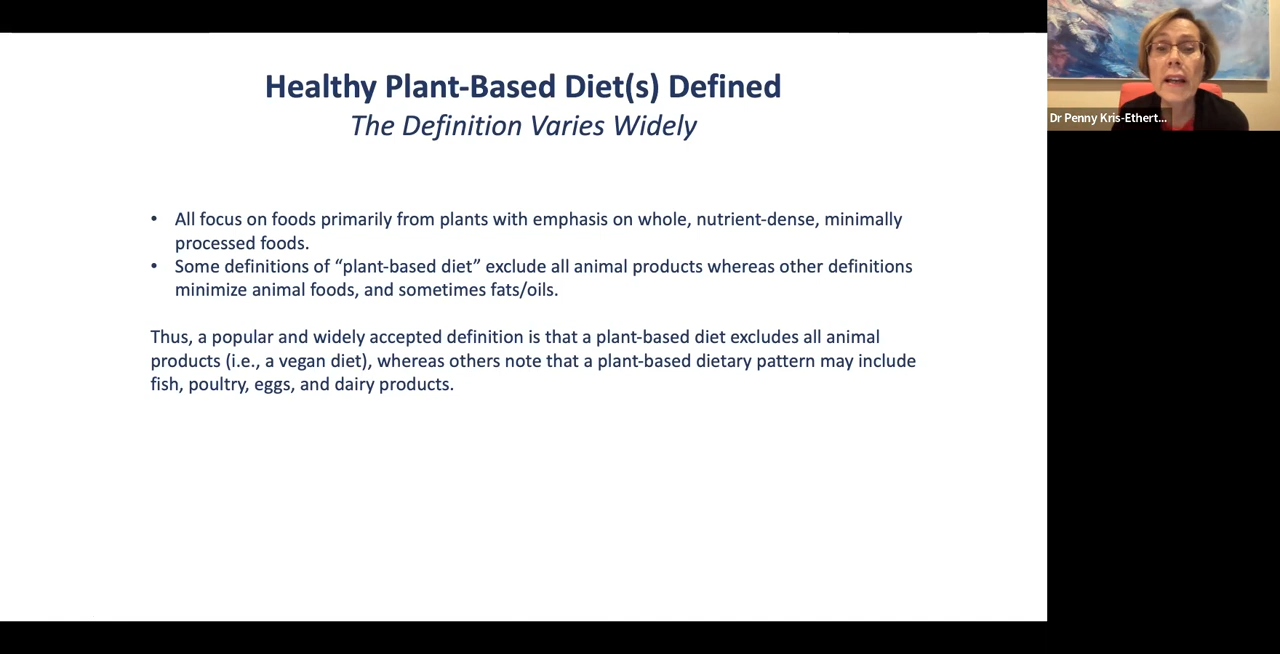 Healthy Plant-Based Diet(s) Defined
The Definition Varies Widely
• All focus on foods primarily from plants with emphasis on whole, nutrient-dense, minimally
processed foods.
• Some definitions of “plant-based diet” exclude all animal products whereas other definitions
minimize animal foods, and sometimes fats/oils.
Thus, a popular and widely accepted definition is that a plant-based diet excludes all animal
products (i.e., a vegan diet), whereas others note that a plant-based dietary pattern may include
fish, poultry, eggs, and dairy products.
Dr Penny Kris-Ethert...